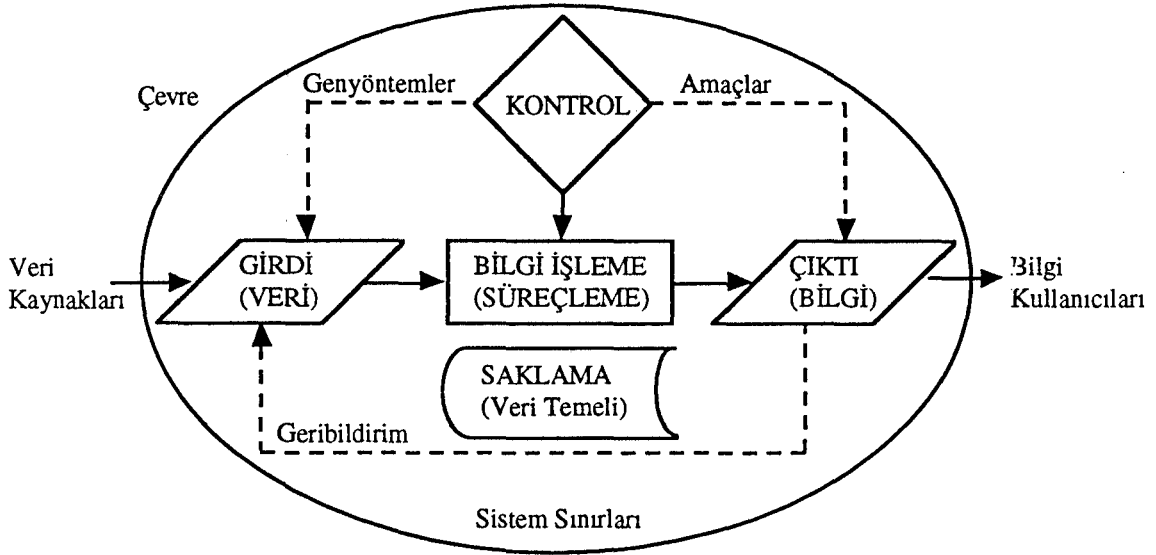 Çevre
Genyöntemler
KONTROL
Amaçlar
Veri
Kaynakları
GİRDİ
(VERİ)
BİLGİ İŞLEME
(SÜREÇLEME)
ÇIKTI
(BİLGİ)
Bilgi
Kullanıcıları
SAKLAMA
(Veri Temeli)
Geribildirim
Sistem Sınırları